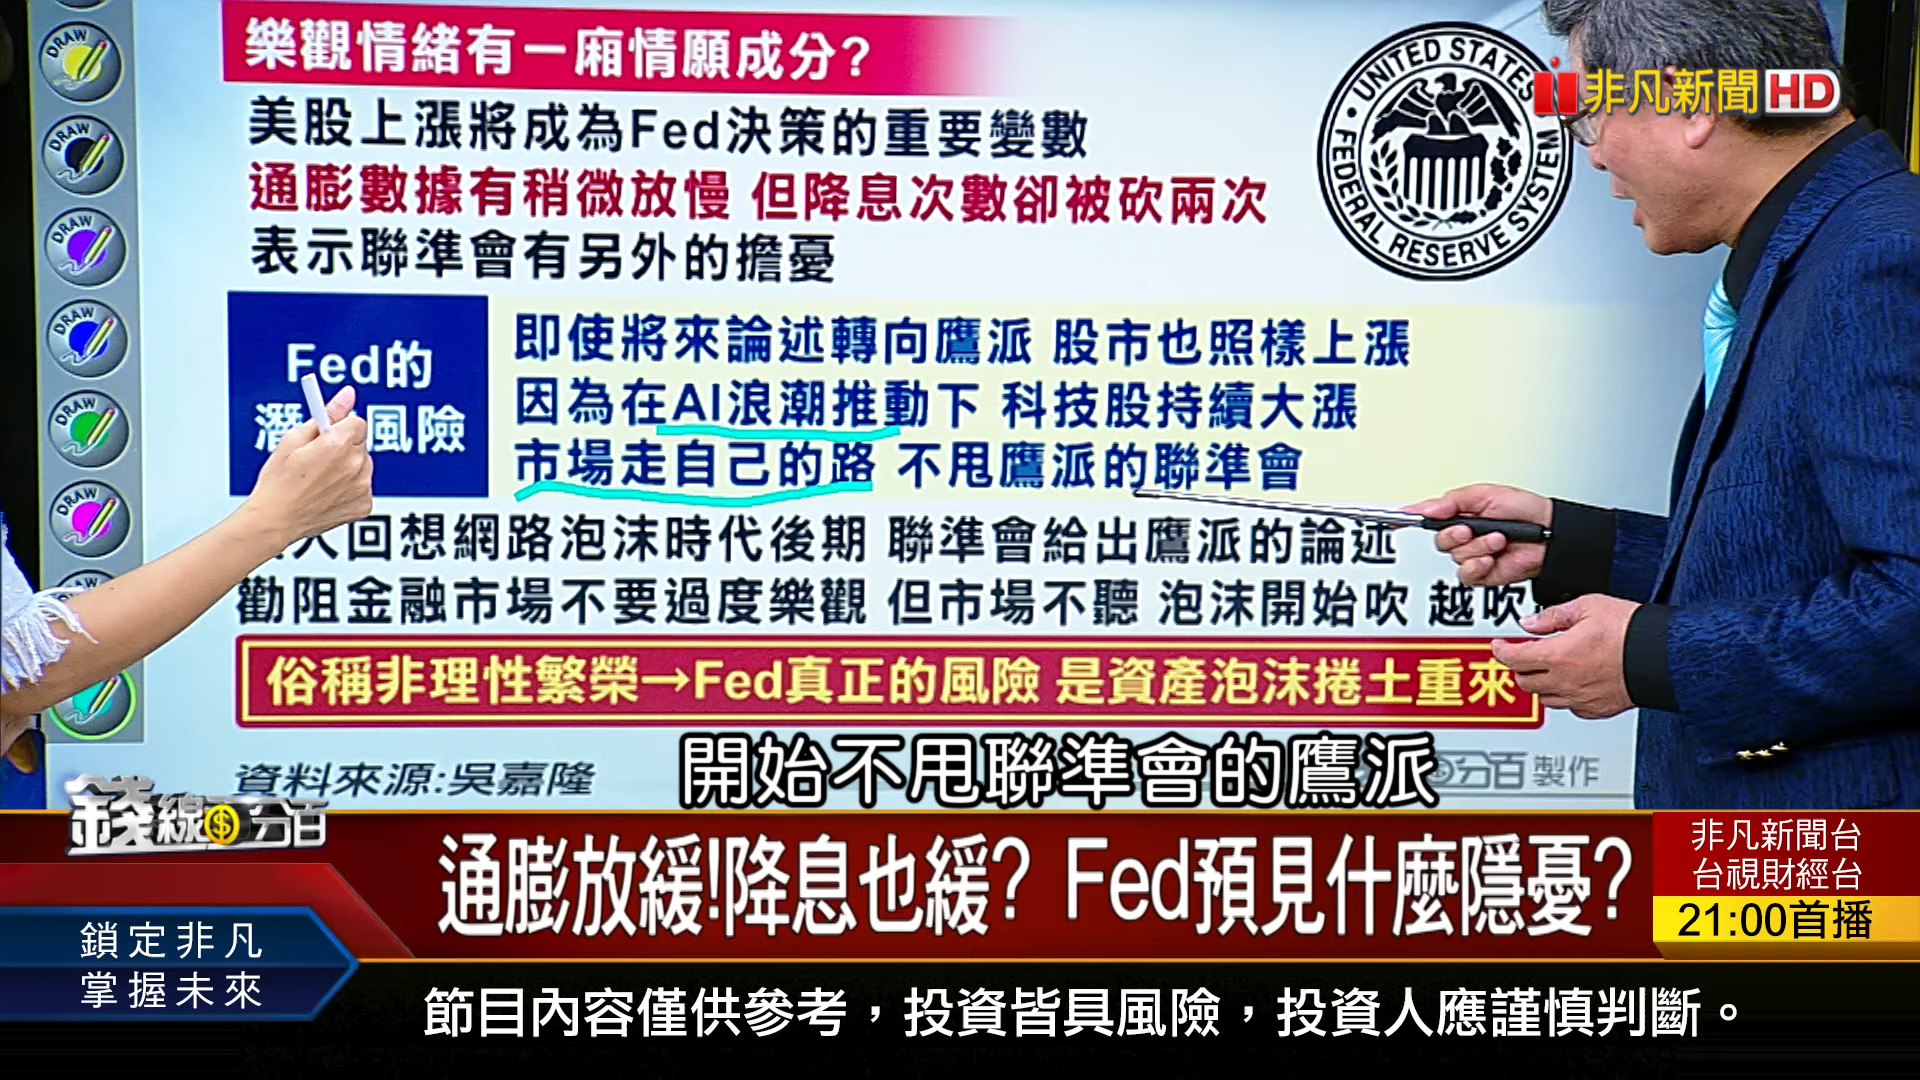 樂觀情緒有一廂情願成分?
UNITED STATES
FEDERAL RESERVE SYSTEM
非凡新聞HD
美股上漲將成為Fed決策的重要變數
通膨數據有稍微放慢 但降息次數卻被砍兩次
表示聯準會有另外的擔憂
Fed的
潛 風險
即使將來論述轉向鷹派 股市也照樣上漲
因為在AI浪潮推動下 科技股持續大漲
市場走自己的路 不甩鷹派的聯準會
回想網路泡沫時代後期 聯準會給出鷹派的論述
勸阻金融市場不要過度樂觀 但市場不聽 泡沫開始吹 越吹
俗稱非理性繁榮→Fed真正的風險 是資產泡沫捲土重來
DRAW
DRAW
DRAW
DRAW
DRAW
DRAW
資料來源:吳嘉隆
分百製作
開始不甩聯準會的鷹派
錢線百分百
通膨放緩!降息也緩? Fed預見什麼隱憂?
非凡新聞台
台視財經台
21:00首播
鎖定非凡
掌握未來
節目內容僅供參考，投資皆具風險，投資人應謹慎判斷。